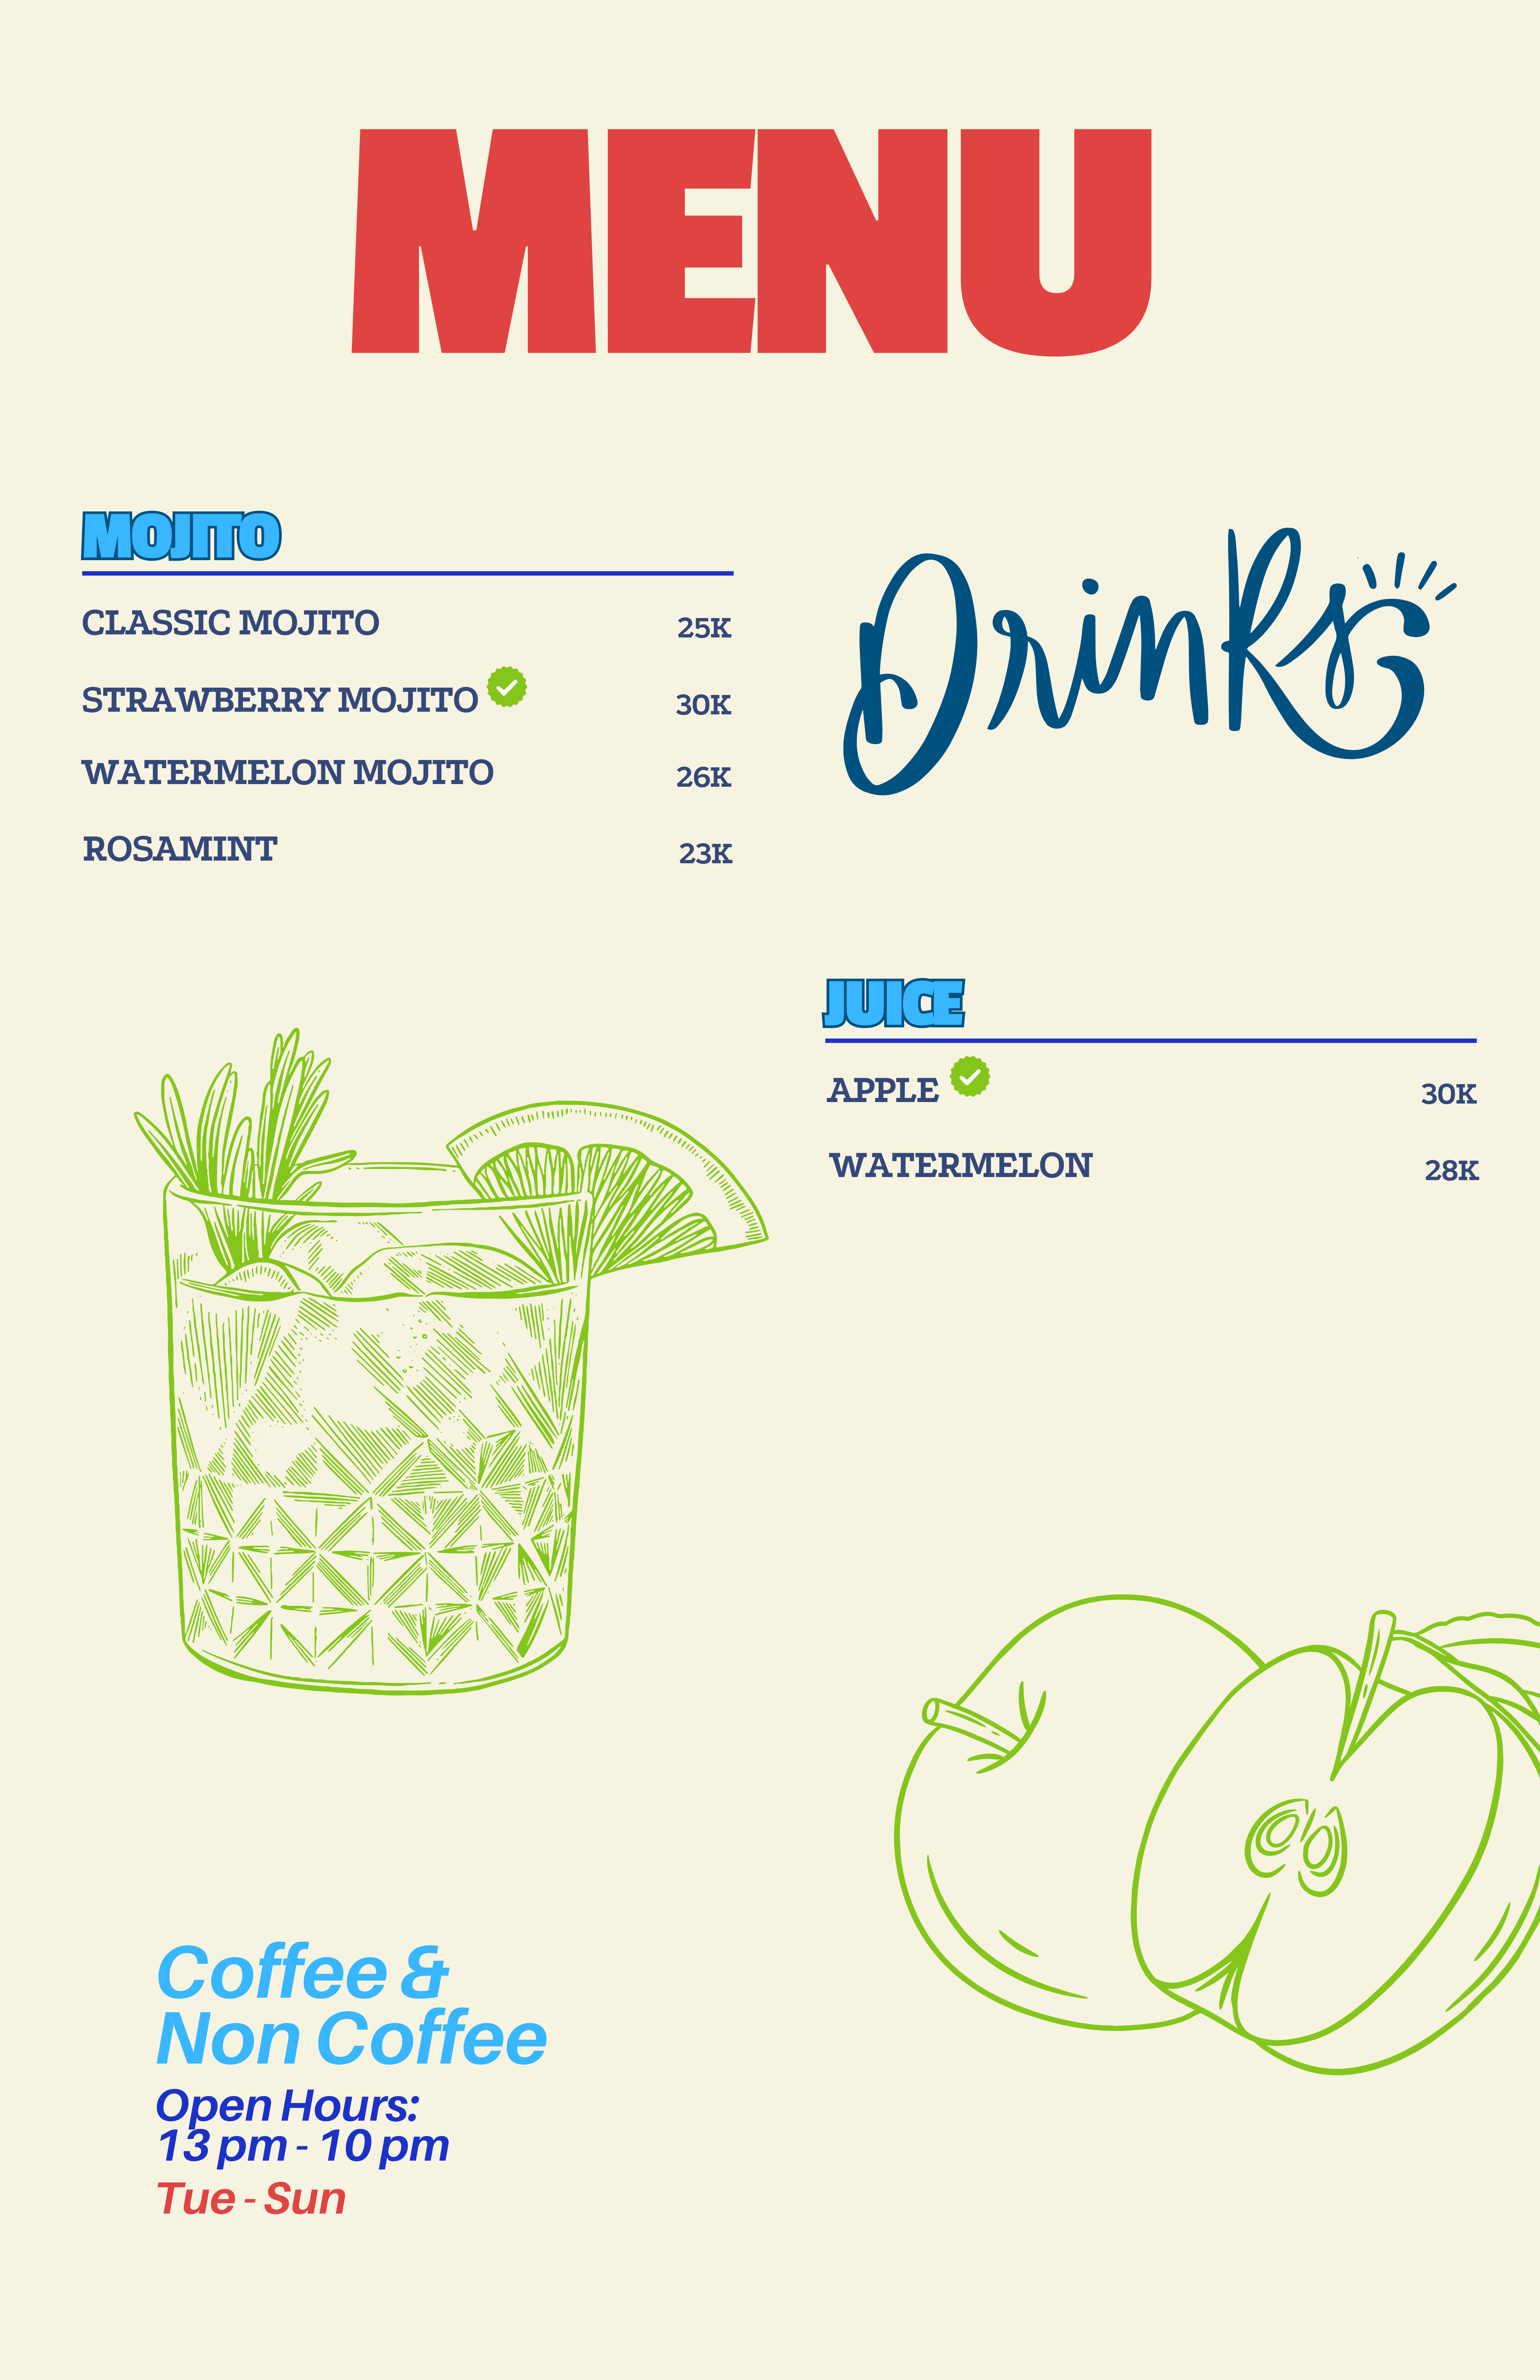 MENU
MOJITO
CLASSIC MOJITO 25K
STRAWBERRY MOJITO 30K
WATERMELON MOJITO 26K
ROSAMINT 23K
Drinks
JUICE
APPLE 30K
WATERMELON 28K
Coffee &
Non Coffee
Open Hours:
13 pm - 10 pm
Tue - Sun